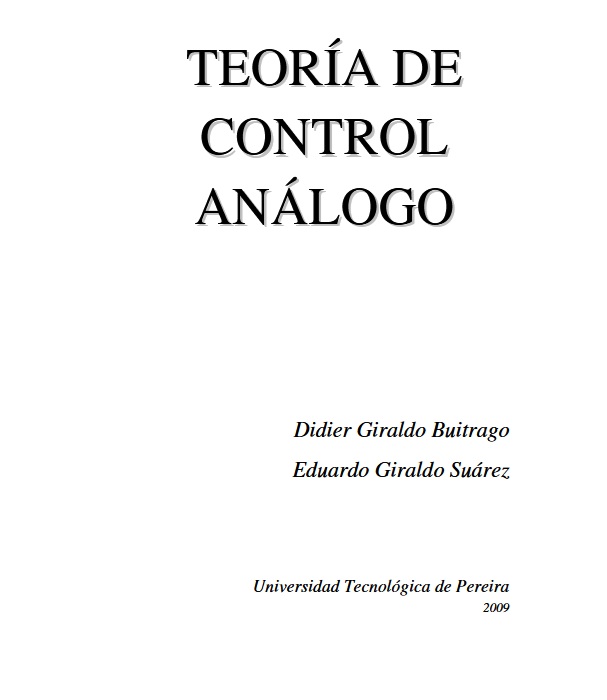 TEORÍA DE
CONTROL
ANÁLOGO
Didier Giraldo Buitrago
Eduardo Giraldo Suárez
Universidad Tecnológica de Pereira
2009